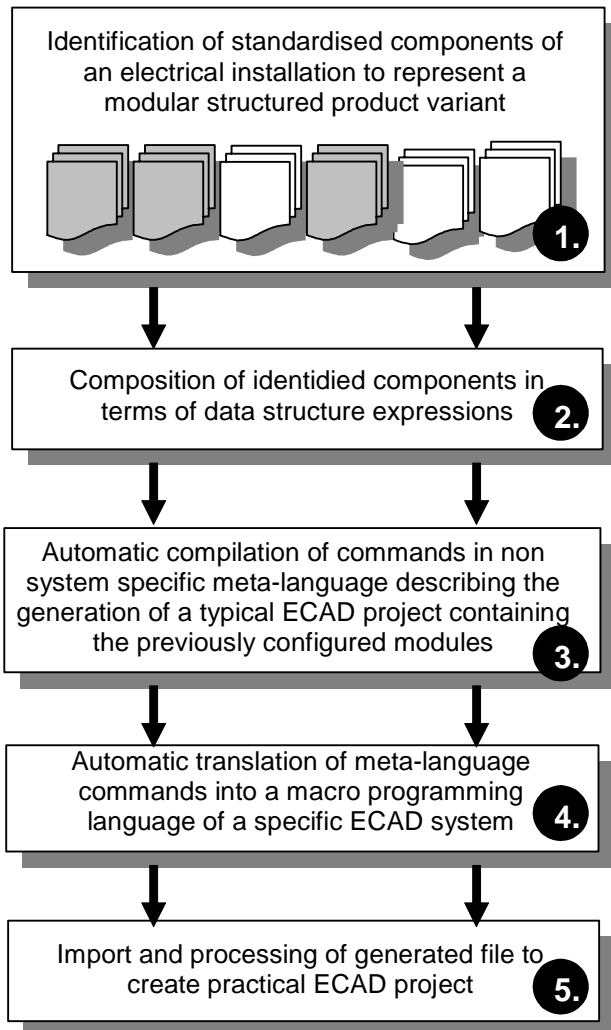 Identification of standardised components of
an electrical installation to represent a
modular structured product variant
1.
Composition of identidied components in
terms of data structure expressions
2.
Automatic compilation of commands in non
system specific meta-language describing the
generation of a typical ECAD project containing
the previously configured modules
3.
Automatic translation of meta-language
commands into a macro programming
language of a specific ECAD system
4.
Import and processing of generated file to
create practical ECAD project
5.